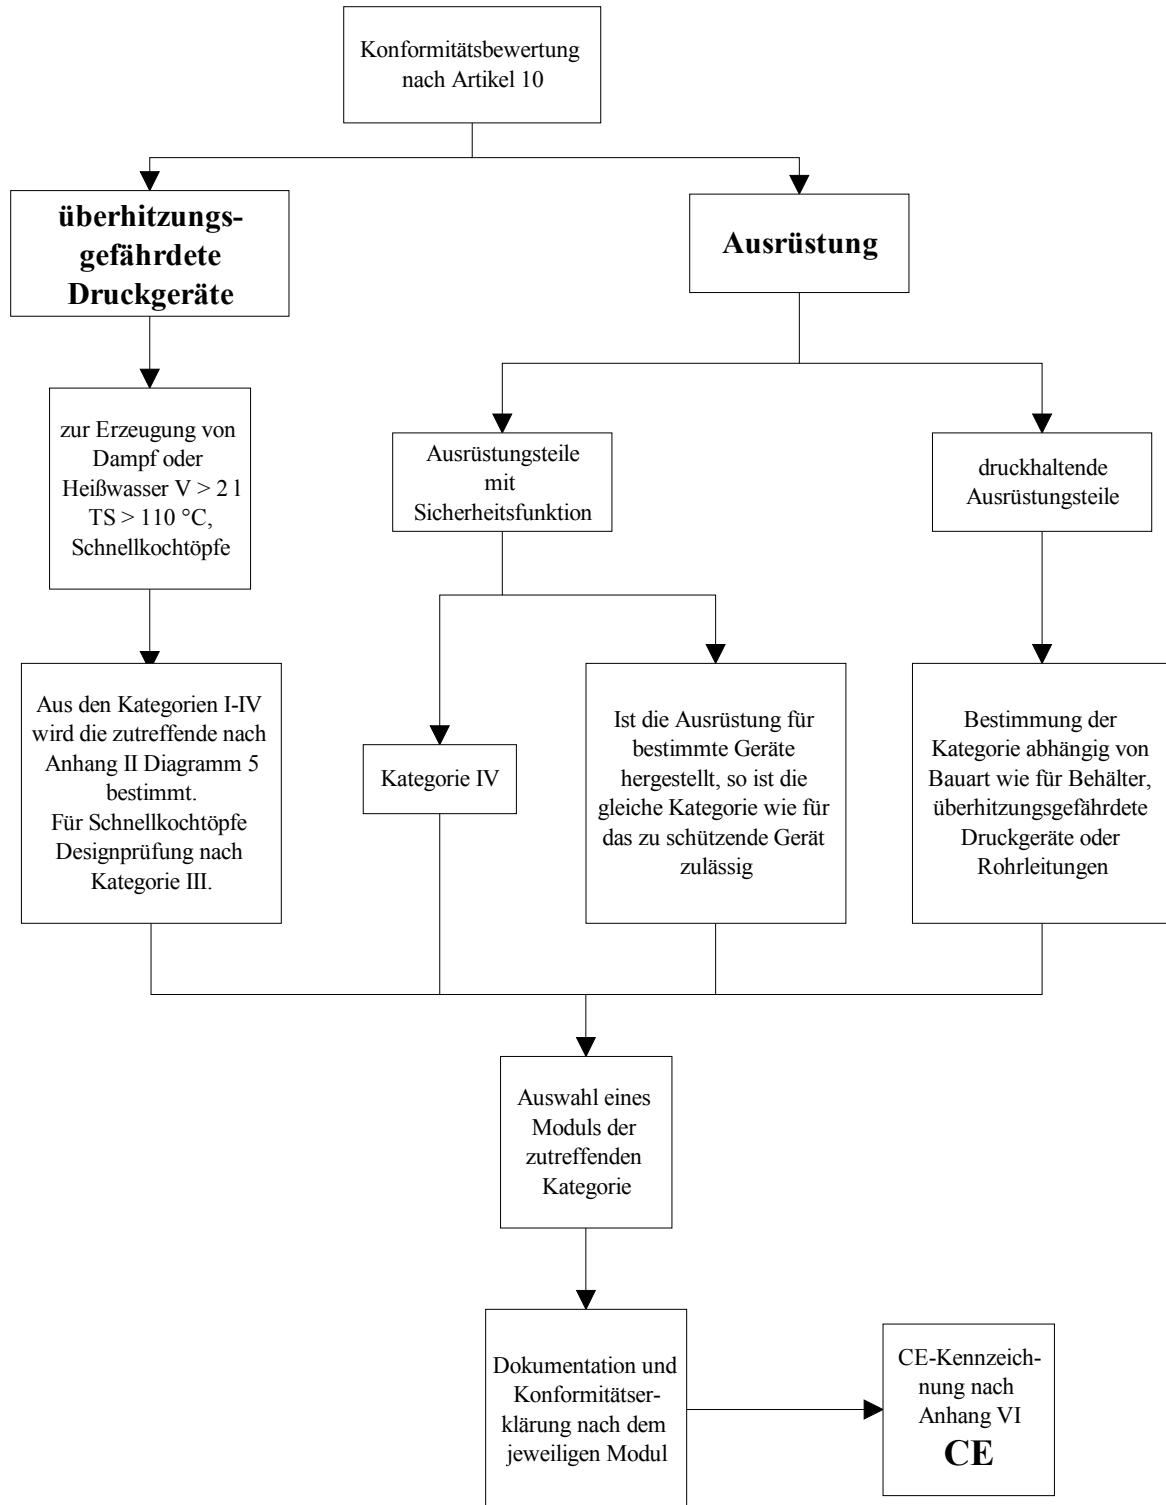 Konformitätsbewertung
nach Artikel 10
überhitzungs-
gefährdete
Druckgeräte
Ausrüstung
zur Erzeugung von
Dampf oder
Heißwasser V > 2 l
TS > 110 °C,
Schnellkochtöpfe
Ausrüstungsteile
mit
Sicherheitsfunktion
druckhaltende
Ausrüstungsteile
Aus den Kategorien I-IV
wird die zutreffende nach
Anhang II Diagramm 5
bestimmt.
Für Schnellkochtöpfe
Designprüfung nach
Kategorie III.
Kategorie IV
Ist die Ausrüstung für
bestimmte Geräte
hergestellt, so ist die
gleiche Kategorie wie für
das zu schützende Gerät
zulässig
Bestimmung der
Kategorie abhängig von
Bauart wie für Behälter,
überhitzungsgefährdete
Druckgeräte oder
Rohrleitungen
Auswahl eines
Moduls der
zutreffenden
Kategorie
Dokumentation und
Konformitätser-
klärung nach dem
jeweiligen Modul
CE-Kennzeich-
nung nach
Anhang VI
CE